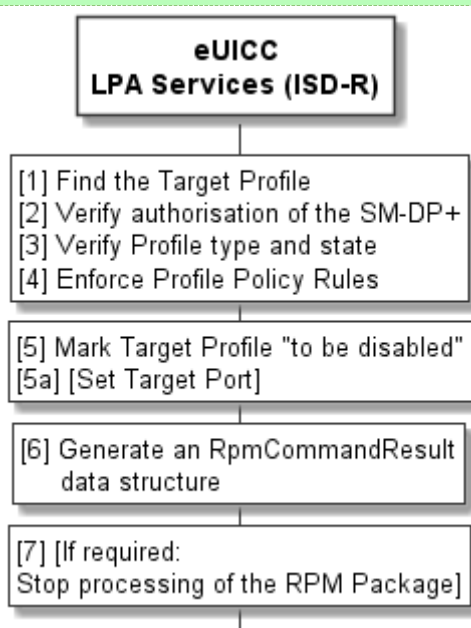 eUICC
LPA Services (ISD-R)
[1] Find the Target Profile
[2] Verify authorisation of the SM-DP+
[3] Verify Profile type and state
[4] Enforce Profile Policy Rules
[5] Mark Target Profile "to be disabled"
[5a] [Set Target Port]
[6] Generate an RpmCommandResult
data structure
[7] [If required:
Stop processing of the RPM Package]